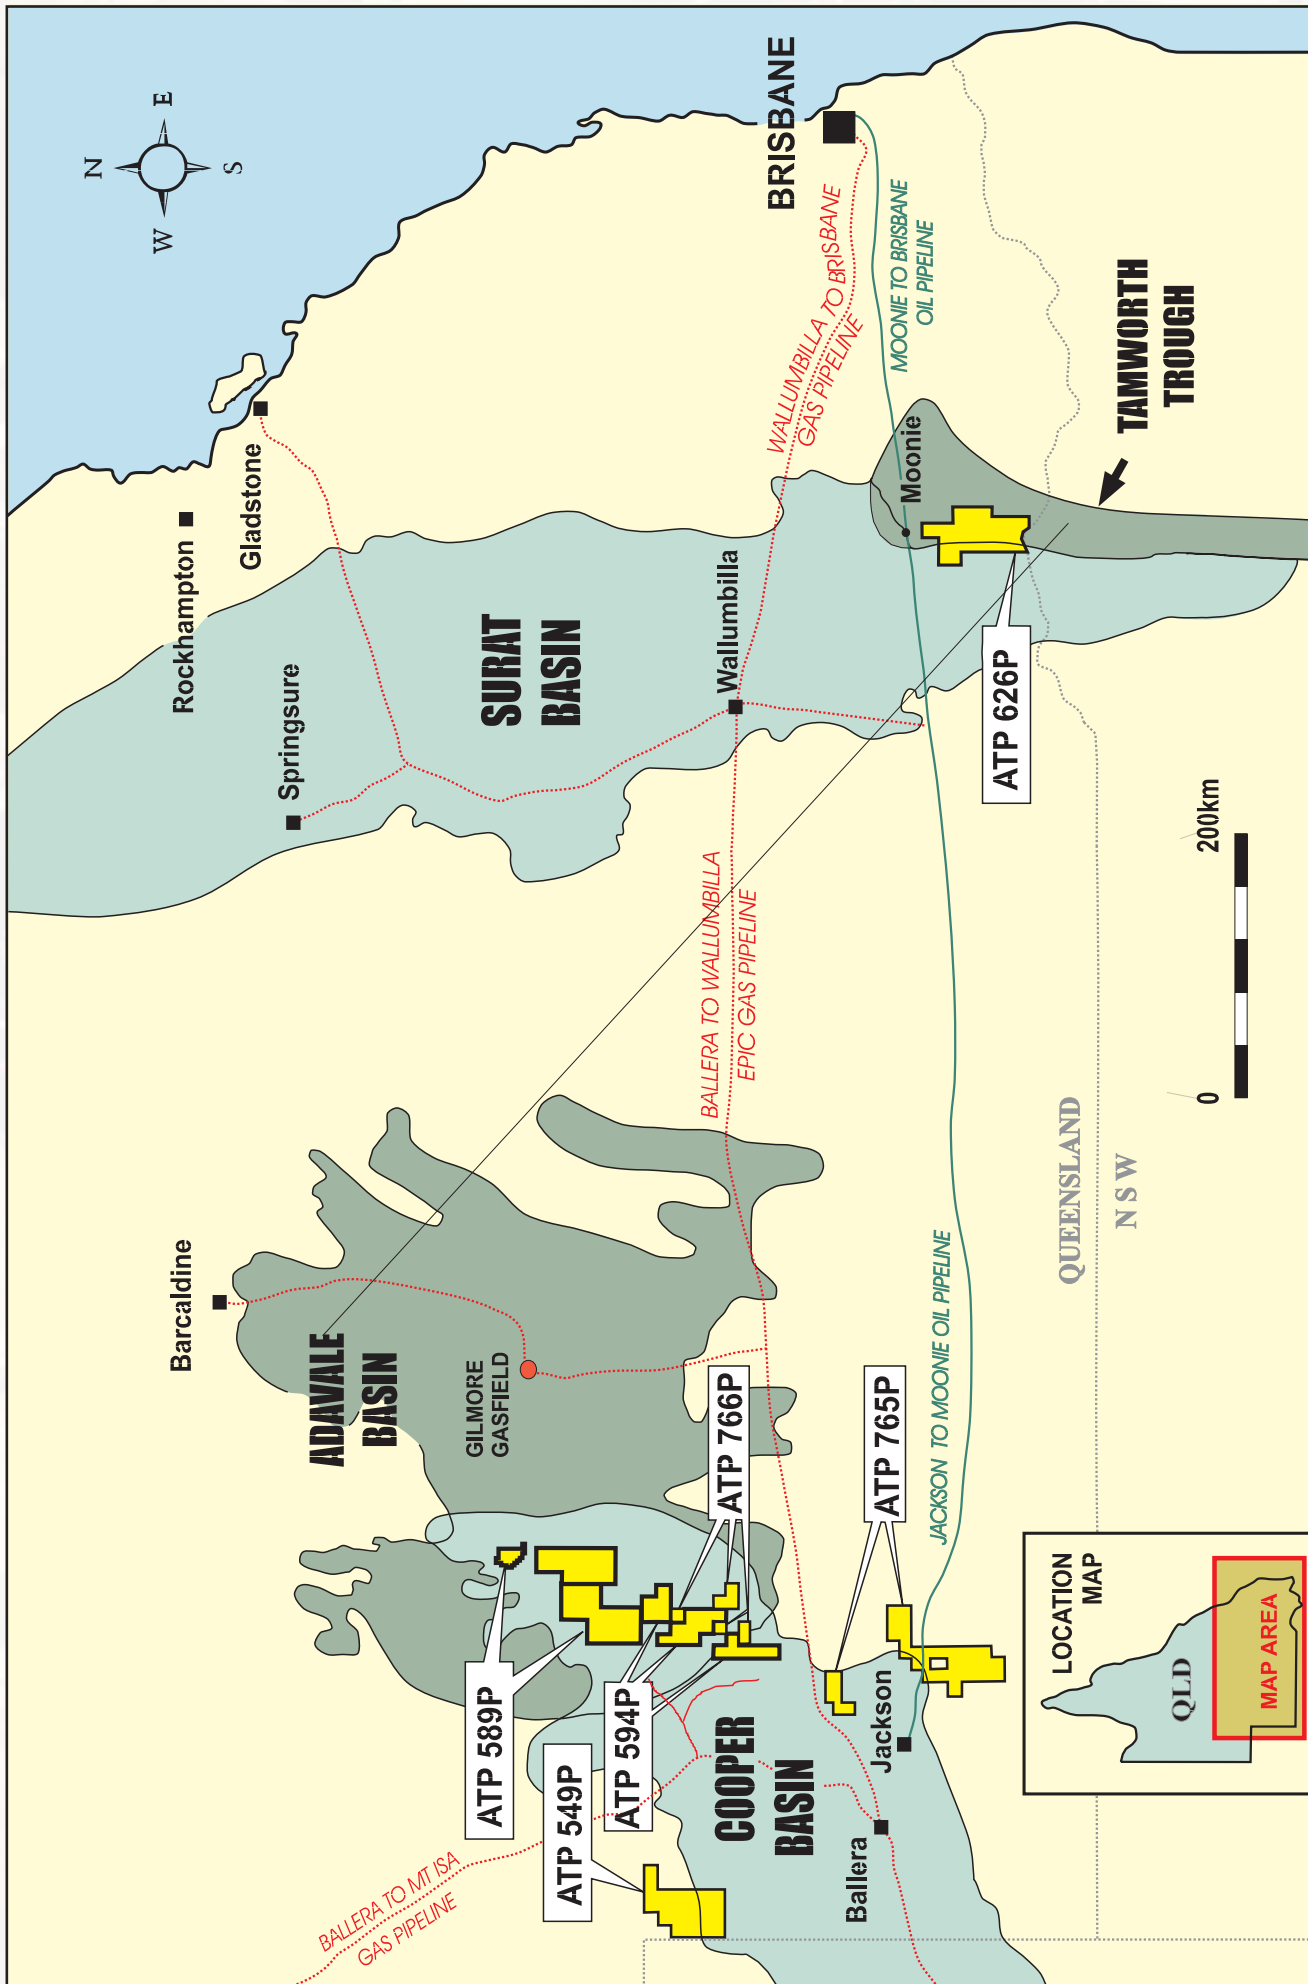 N
W
E
S
Rockhampton
Gladstone
Springsure
Barcaldine
ADAVALE
BASIN
GILMORE
GASFIELD
SURAT
BASIN
Wallumbilla
BRISBANE
WALLUMBILLA TO BRISBANE
GAS PIPELINE
MOONIE TO BRISBANE
OIL PIPELINE
Moonie
TAMWORTH
TROUGH
ATP 626P
BALLERA TO WALLUMBILLA
EPIC GAS PIPELINE
BALLERA TO MT ISA
GAS PIPELINE
ATP 589P
ATP 549P
ATP 594P
ATP 766P
ATP 765P
COOPER
BASIN
Ballera
Jackson
JACKSON TO MOONIE OIL PIPELINE
QUEENSLAND
N S W
0
200km
LOCATION
MAP
QLD
MAP AREA